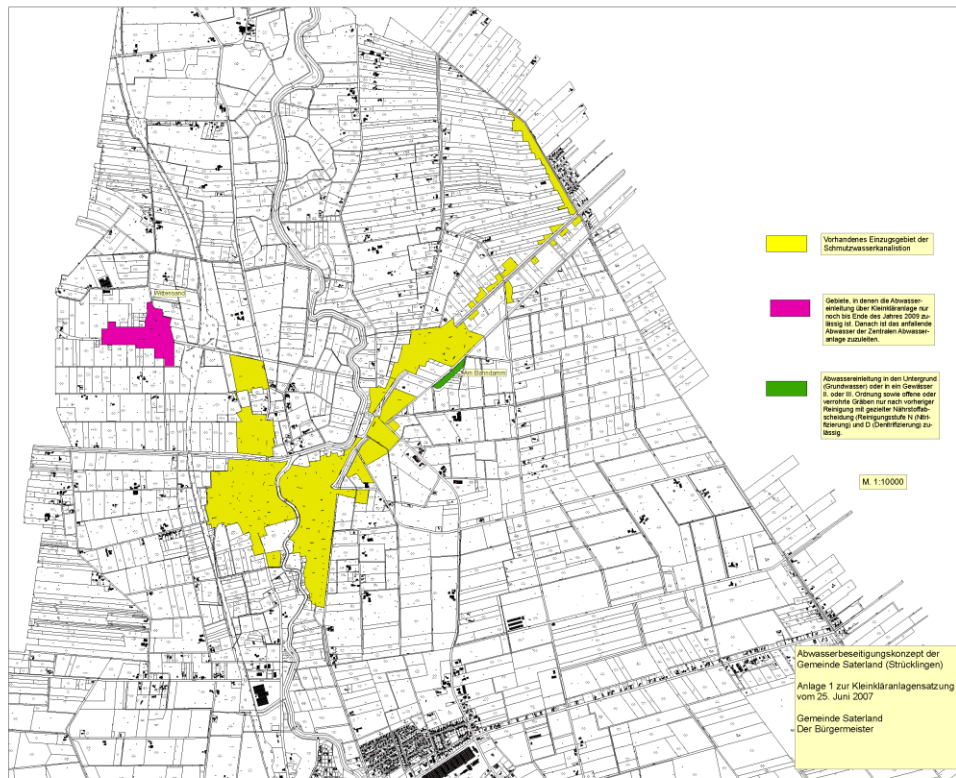 Vorhandenes Einzugsgebiet der
Schmutzwasserkanalistion
Wittensand
Gebiete, in denen die Abwasser-
einleitung über Kleinkläranlage nur
noch bis Ende des Jahres 2009 zu-
lässig ist. Danach ist das anfallende
Abwasser der Zentralen Abwasser-
anlage zuzuleiten.
Am Bahndamm
Abwassereinleitung in den Untergrund
(Grundwasser) oder in ein Gewässer
II. oder III. Ordnung sowie offene oder
verrohrte Gräben nur nach vorheriger
Reinigung mit gezielter Nährstoffab-
scheidung (Reinigungsstufe N (Nitri-
fizierung) und D (Denitrifizierung) zu-
lässig.
M. 1:10000
Abwasserbeseitigungskonzept der
Gemeinde Saterland (Strücklingen)
Anlage 1 zur Kleinkläranlagensatzung
vom 25. Juni 2007
Gemeinde Saterland
Der Bürgermeister